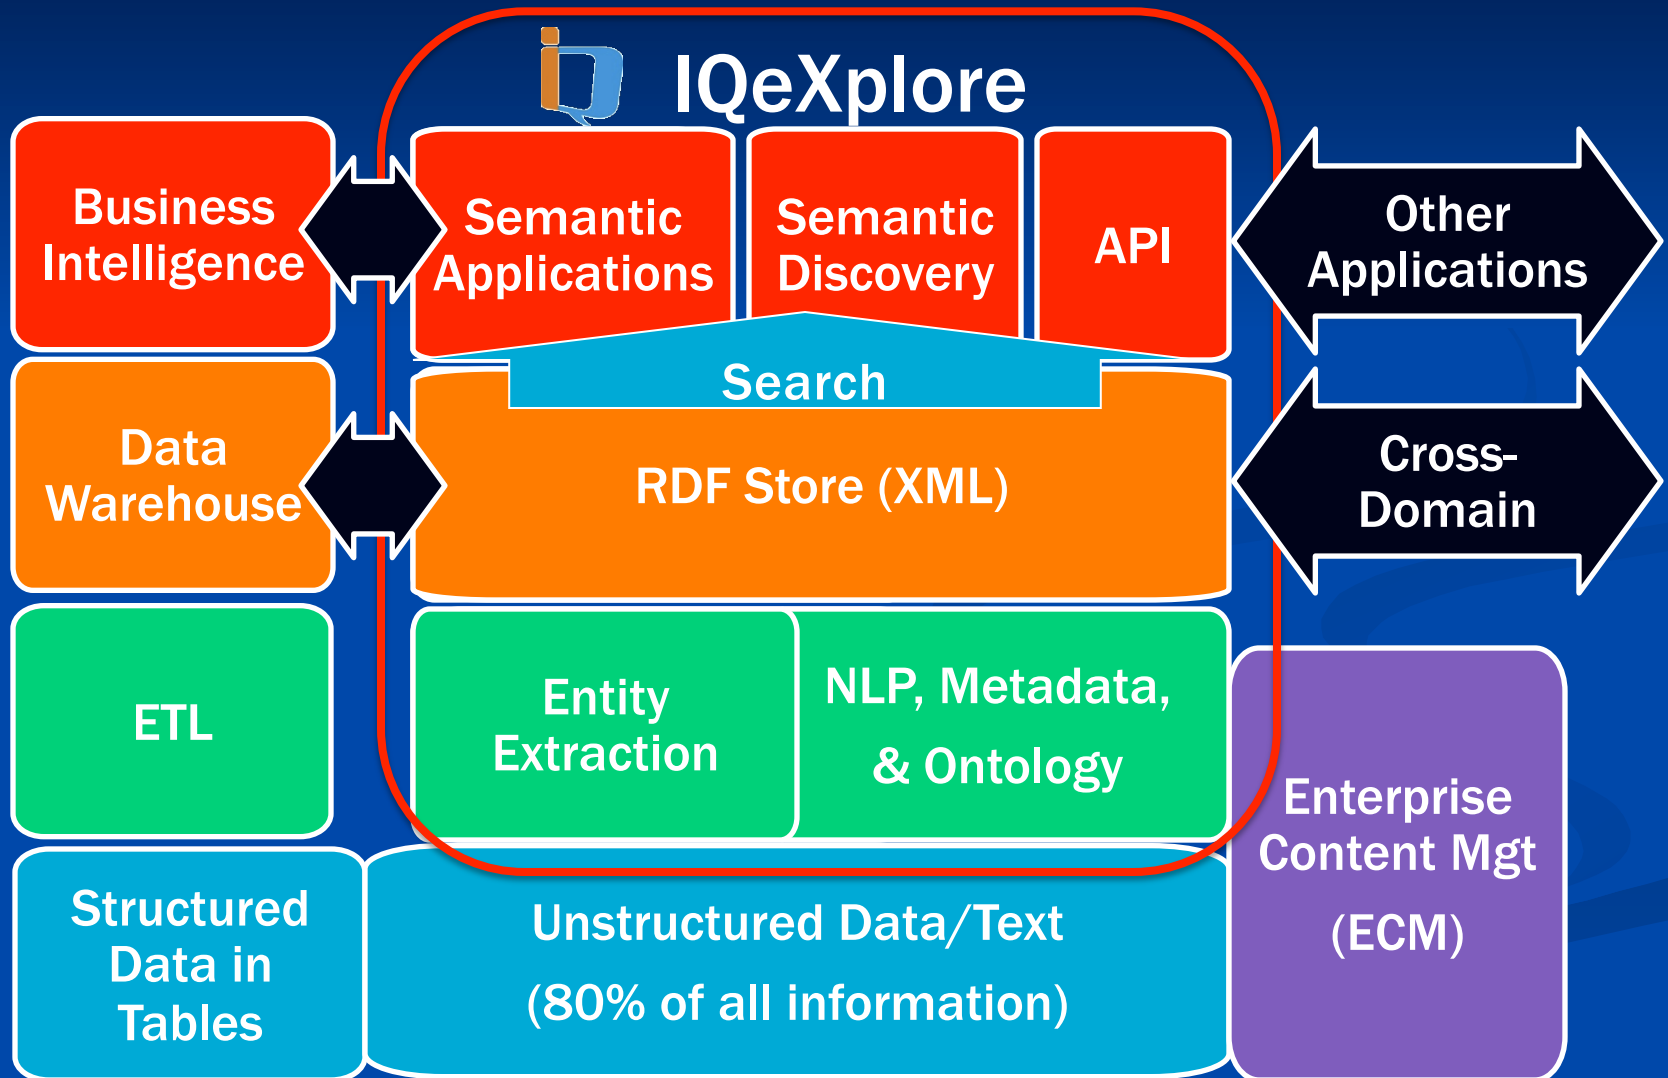 iQ IQeXplore
Business
Intelligence
Semantic
Applications
Semantic
Discovery
API
Other
Applications
Search
Data
Warehouse
RDF Store (XML)
Cross-
Domain
ETL
Entity
Extraction
NLP, Metadata,
& Ontology
Enterprise
Content Mgt
(ECM)
Structured
Data in
Tables
Unstructured Data/Text
(80% of all information)